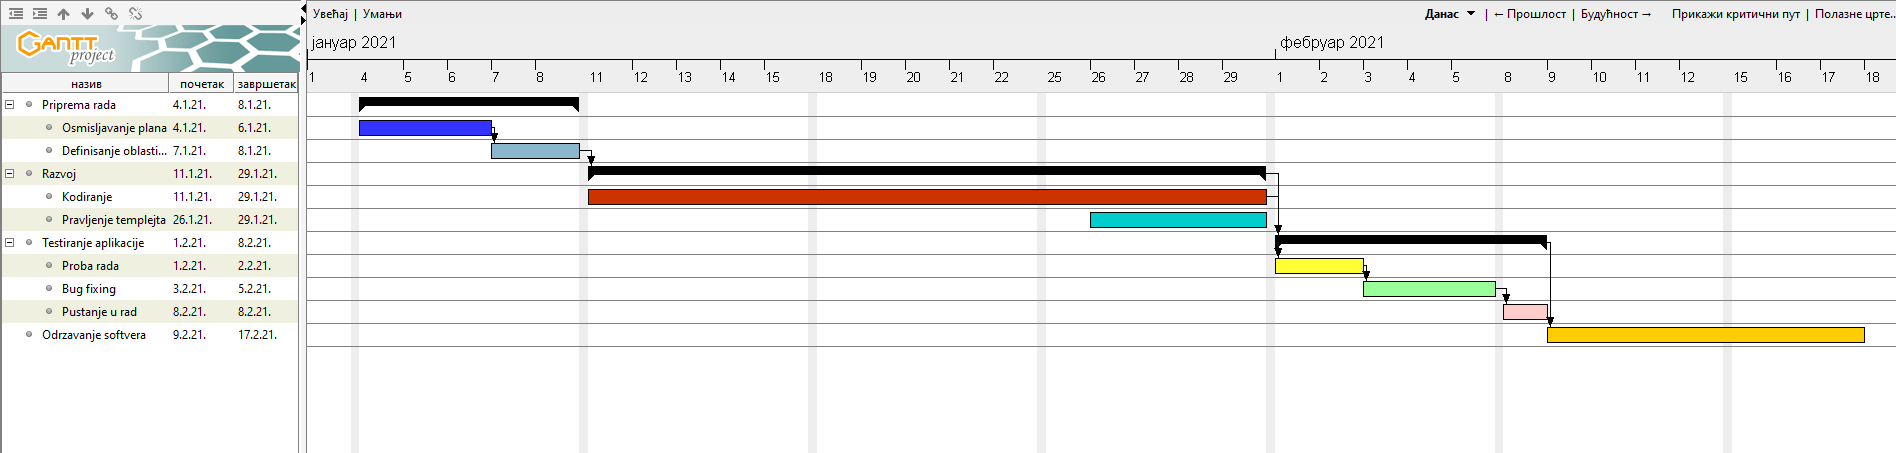 Увећај | Умањи
Данас | ← Прошлост | Будућност → Прикажи критични пут | Полазне црте...
GANTT project
јануар 2021 фебруар 2021
1 4 5 6 7 8 11 12 13 14 15 18 19 20 21 22 25 26 27 28 29 1 2 3 4 5 8 9 10 11 12 15 16 17 18
назив почетак завршетак
Priprema rada 4.1.21. 8.1.21.
Osmisljavanje plana 4.1.21. 6.1.21.
Definisanje oblasti... 7.1.21. 8.1.21.
Razvoj 11.1.21. 29.1.21.
Kodiranje 11.1.21. 29.1.21.
Pravljenje templejta 26.1.21. 29.1.21.
Testiranje aplikacije 1.2.21. 8.2.21.
Proba rada 1.2.21. 2.2.21.
Bug fixing 3.2.21. 5.2.21.
Pustanje u rad 8.2.21. 8.2.21.
Odrzavanje softvera 9.2.21. 17.2.21.